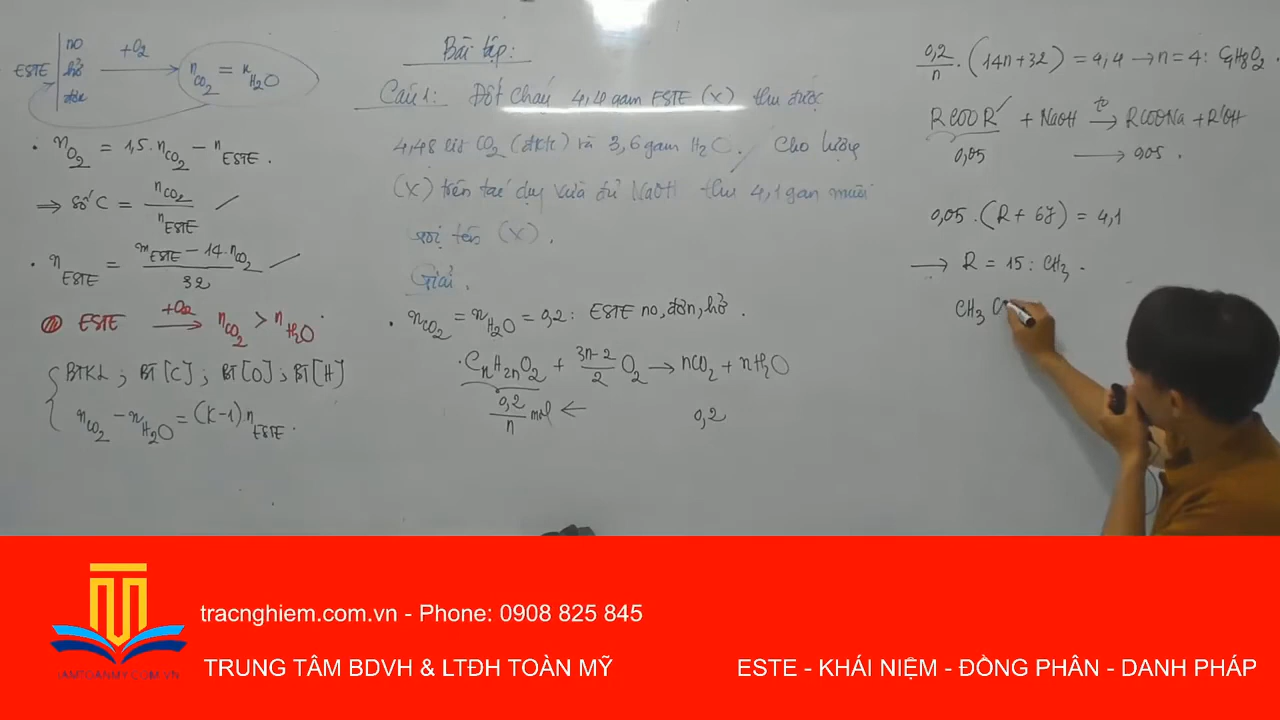 ESTE
no
hở
đơn
+O₂
nCO₂ = nH₂O
• nO₂ = 1,5.nCO₂ − nESTE.
⇒ Số C = nCO₂ / nESTE
• nESTE = (mESTE − 14.nCO₂) / 32
ESTE +O₂ → nCO₂ > nH₂O
BTKL ; BT[C] ; BT[O] ; BT[H]
nCO₂ − nH₂O = (K−1).nESTE.
Bài tập:
Câu 1: Đốt cháy 4,4 gam ESTE (X) thu được
4,48 lít CO₂ (đktc) và 3,6 gam H₂O. Cho lượng
(X) trên tác dụng vừa đủ NaOH thu 4,1 gam muối
gọi tên (X).
Giải.
• nCO₂ = nH₂O = 0,2 : ESTE no, đơn, hở.
• CnH2nO₂ + (3n-2)/2 O₂ → nCO₂ + nH₂O
0,2/n mol ← 0,2
0,2/n . (14n+32) = 4,4 → n = 4 : C₄H₈O₂.
RCOOR' + NaOH t° → RCOONa + R'OH
0,05 → 0,05.
0,05.(R + 67) = 4,1
→ R = 15 : CH₃.
CH₃ C
IAMTOANMY.COM.VN
tracnghiem.com.vn - Phone: 0908 825 845
TRUNG TÂM BDVH & LTĐH TOÀN MỸ
ESTE - KHÁI NIỆM - ĐỒNG PHÂN - DANH PHÁP